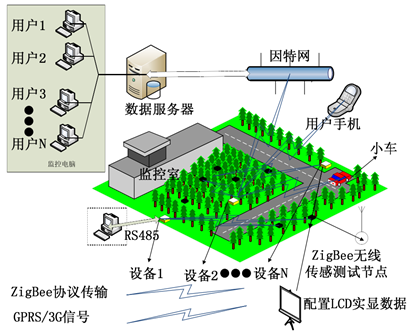 用户1
用户2
用户3
用户N
监控电脑
数据服务器
因特网
用户手机
小车
监控室
RS485
设备1
设备2
设备N
ZigBee无线
传感测试节点
ZigBee协议传输
GPRS/3G信号
配置LCD实显数据